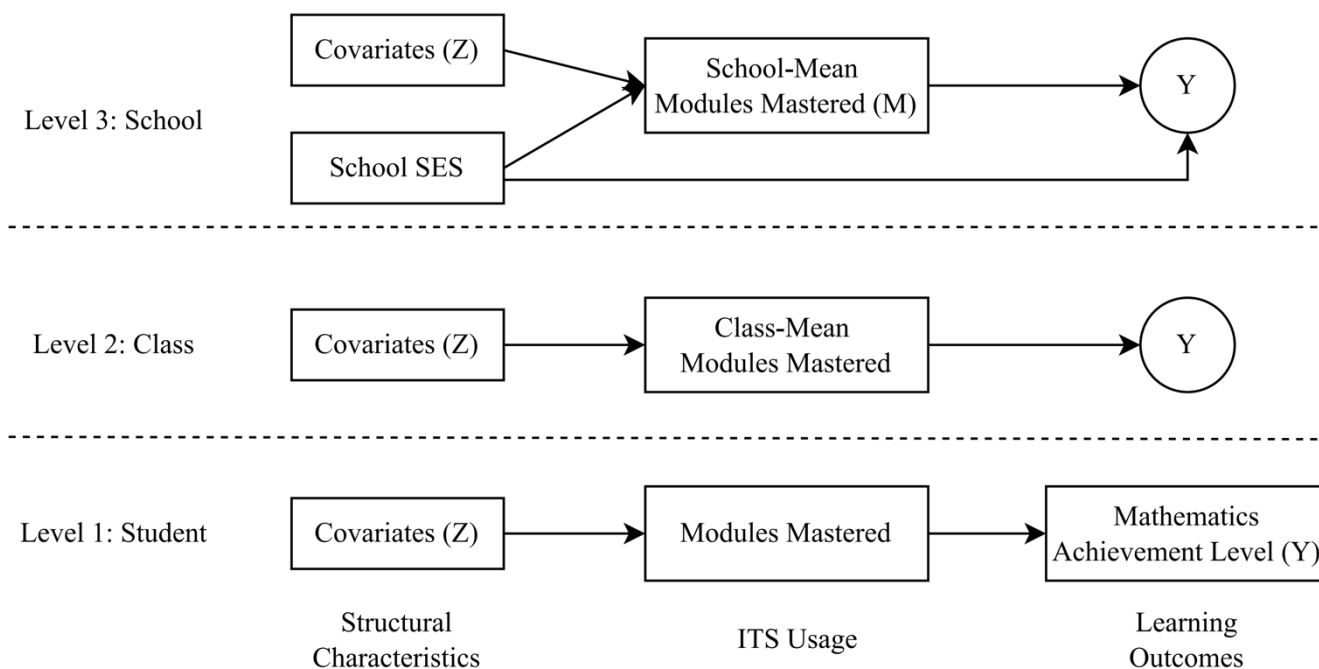 Covariates (Z)
School-Mean
Modules Mastered (M)
Y
Level 3: School
School SES
Level 2: Class
Covariates (Z)
Class-Mean
Modules Mastered
Y
Level 1: Student
Covariates (Z)
Modules Mastered
Mathematics
Achievement Level (Y)
Structural
Characteristics
ITS Usage
Learning
Outcomes